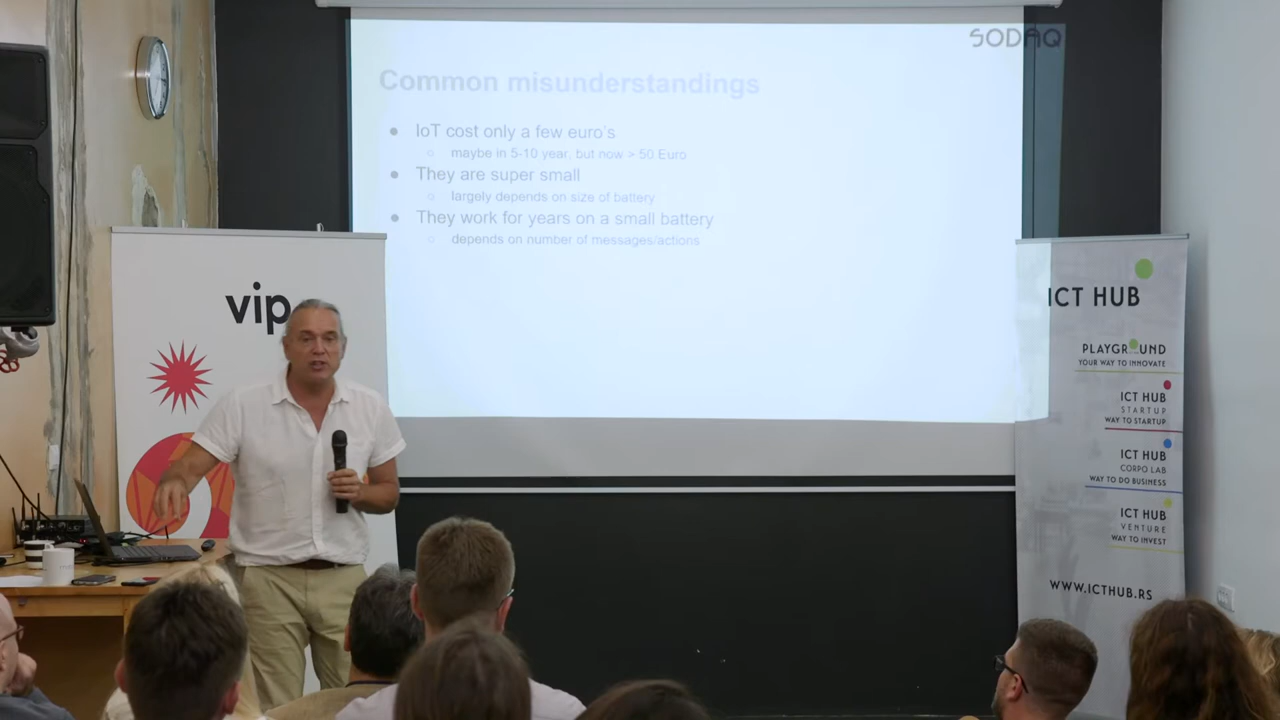 SODAQ
Common misunderstandings
IoT cost only a few euro's
maybe in 5-10 year, but now > 50 Euro
They are super small
largely depends on size of battery
They work for years on a small battery
depends on number of messages/actions
vip
ICT HUB
PLAYGROUND
YOUR WAY TO INNOVATE
ICT HUB
STARTUP
WAY TO STARTUP
ICT HUB
CORPO LAB
WAY TO DO BUSINESS
ICT HUB
VENTURE
WAY TO INVEST
WWW.ICTHUB.RS